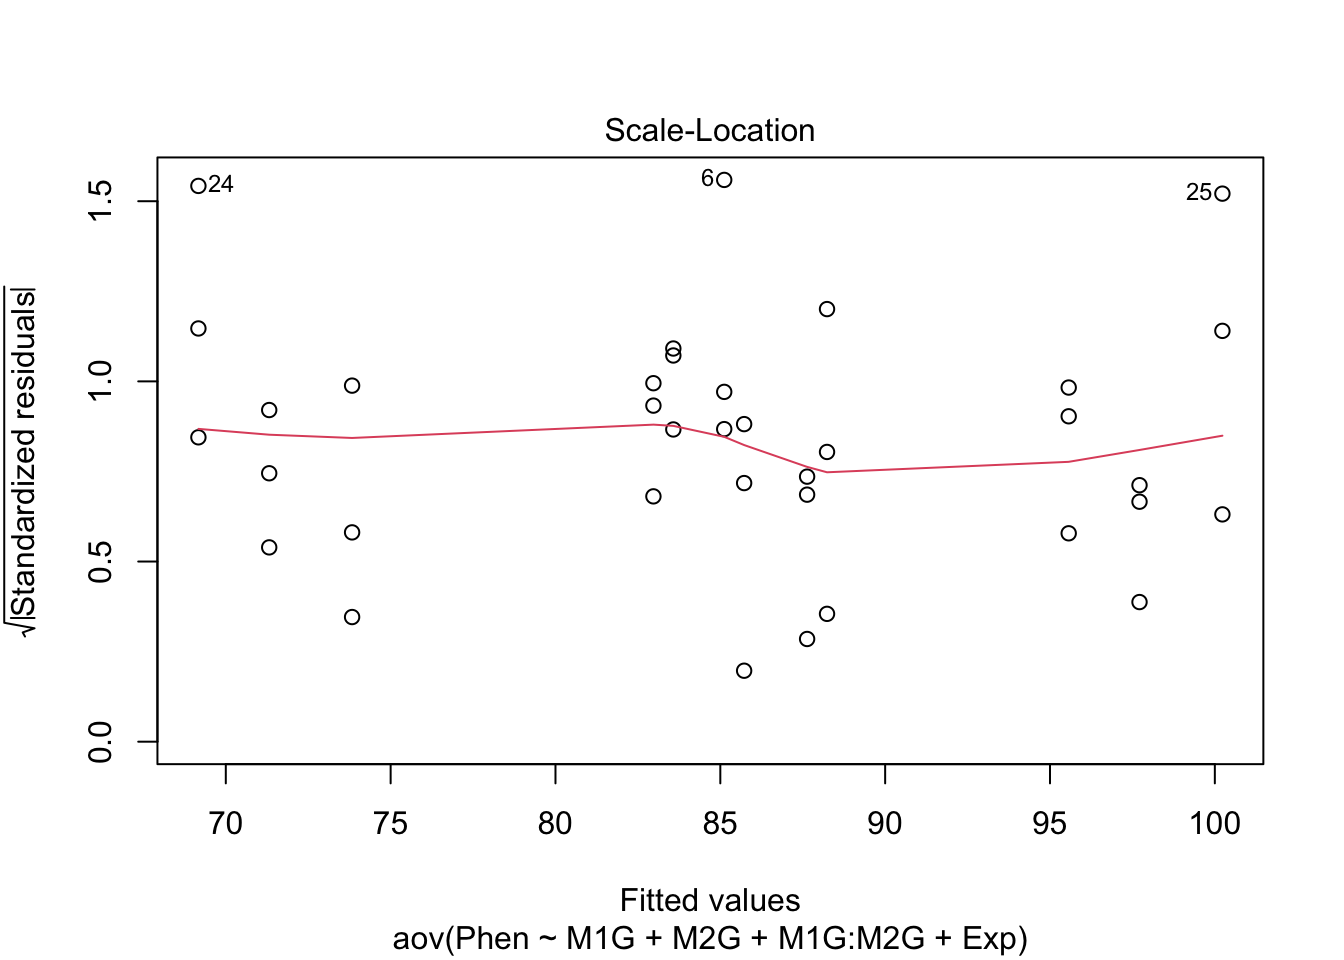 Scale-Location
24
6
25
√|Standardized residuals|
1.5
1.0
0.5
0.0
70 75 80 85 90 95 100
Fitted values
aov(Phen ~ M1G + M2G + M1G:M2G + Exp)